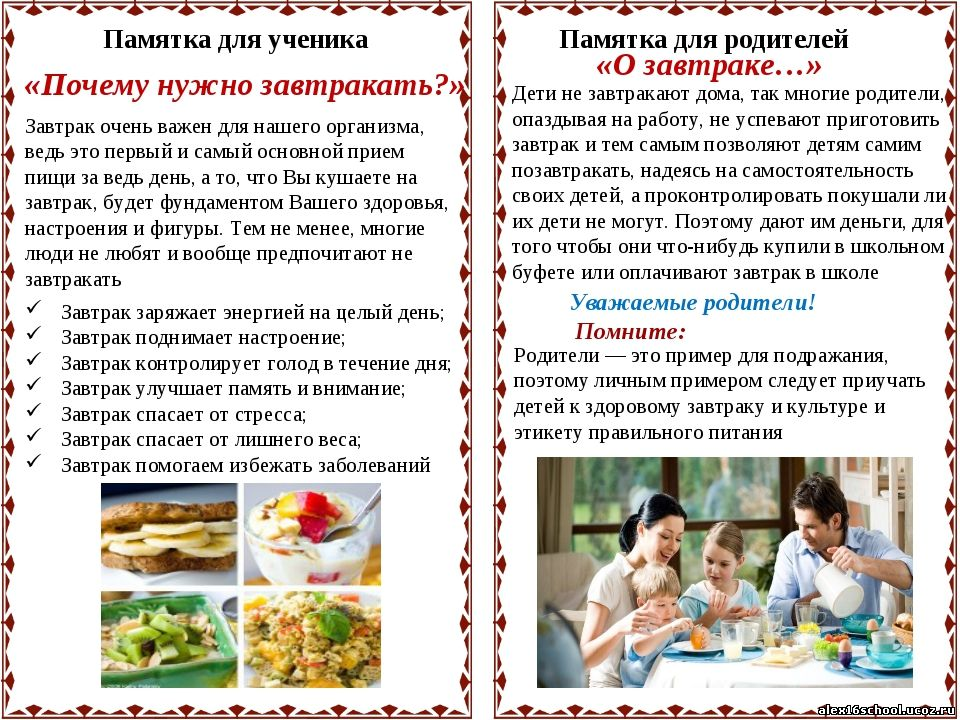 Памятка для ученика
«Почему нужно завтракать?»
Завтрак очень важен для нашего организма,
ведь это первый и самый основной прием
пищи за ведь день, а то, что Вы кушаете на
завтрак, будет фундаментом Вашего здоровья,
настроения и фигуры. Тем не менее, многие
люди не любят и вообще предпочитают не
завтракать
✓ Завтрак заряжает энергией на целый день;
✓ Завтрак поднимает настроение;
✓ Завтрак контролирует голод в течение дня;
✓ Завтрак улучшает память и внимание;
✓ Завтрак спасает от стресса;
✓ Завтрак спасает от лишнего веса;
✓ Завтрак помогаем избежать заболеваний
Памятка для родителей
«О завтраке…»
Дети не завтракают дома, так многие родители,
опаздывая на работу, не успевают приготовить
завтрак и тем самым позволяют детям самим
позавтракать, надеясь на самостоятельность
своих детей, а проконтролировать покушали ли
их дети не могут. Поэтому дают им деньги, для
того чтобы они что-нибудь купили в школьном
буфете или оплачивают завтрак в школе
Уважаемые родители!
Помните:
Родители — это пример для подражания,
поэтому личным примером следует приучать
детей к здоровому завтраку и культуре и
этикету правильного питания
alex16school.ucoz.ru